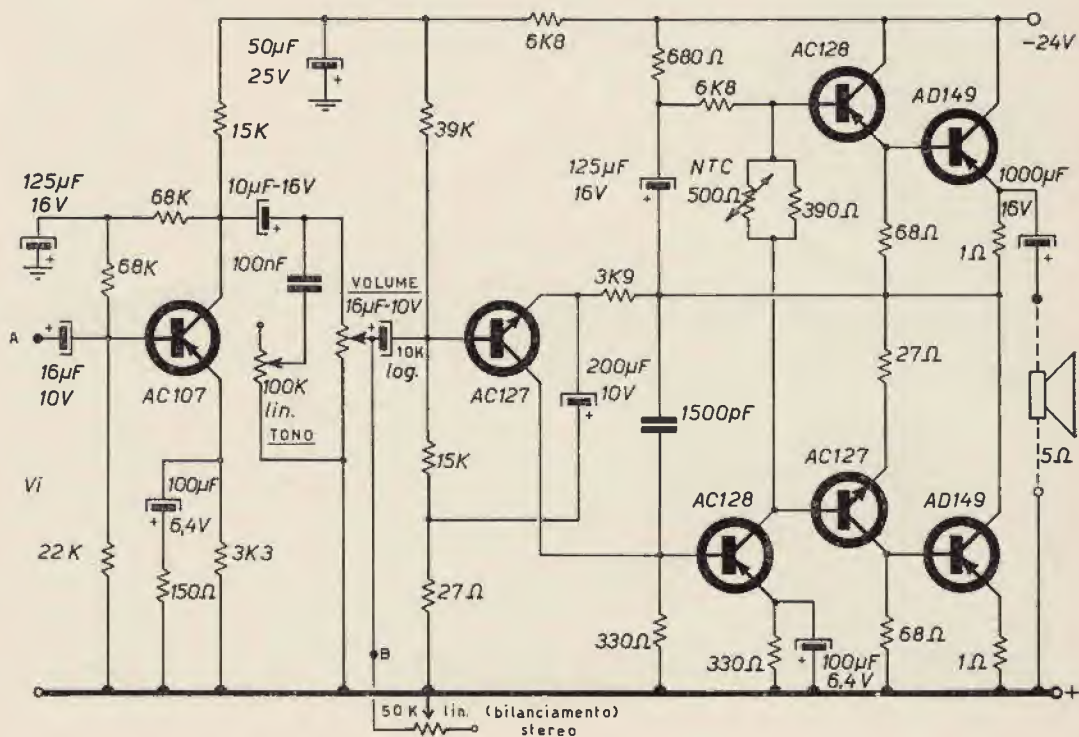 50µF
25V
6K8
680Ω
AC128
-24V
6K8
AD149
15K
39K
125µF
16V
NTC
500Ω
390Ω
1000µF
16V
125µF
16V
68K
10µF-16V
68Ω
1Ω
68K
100nF
VOLUME
16µF-10V
3K9
A
+
16µF
10V
AC107
100K
lin.
TONO
10K
log.
AC127
200µF
10V
27Ω
1500pF
5Ω
Vi
100µF
6,4V
15K
AC128
AC127
AD149
22K
150Ω
3K3
27Ω
330Ω
330Ω
100µF
6,4V
68Ω
1Ω
B
+
50K lin. (bilanciamento)
stereo